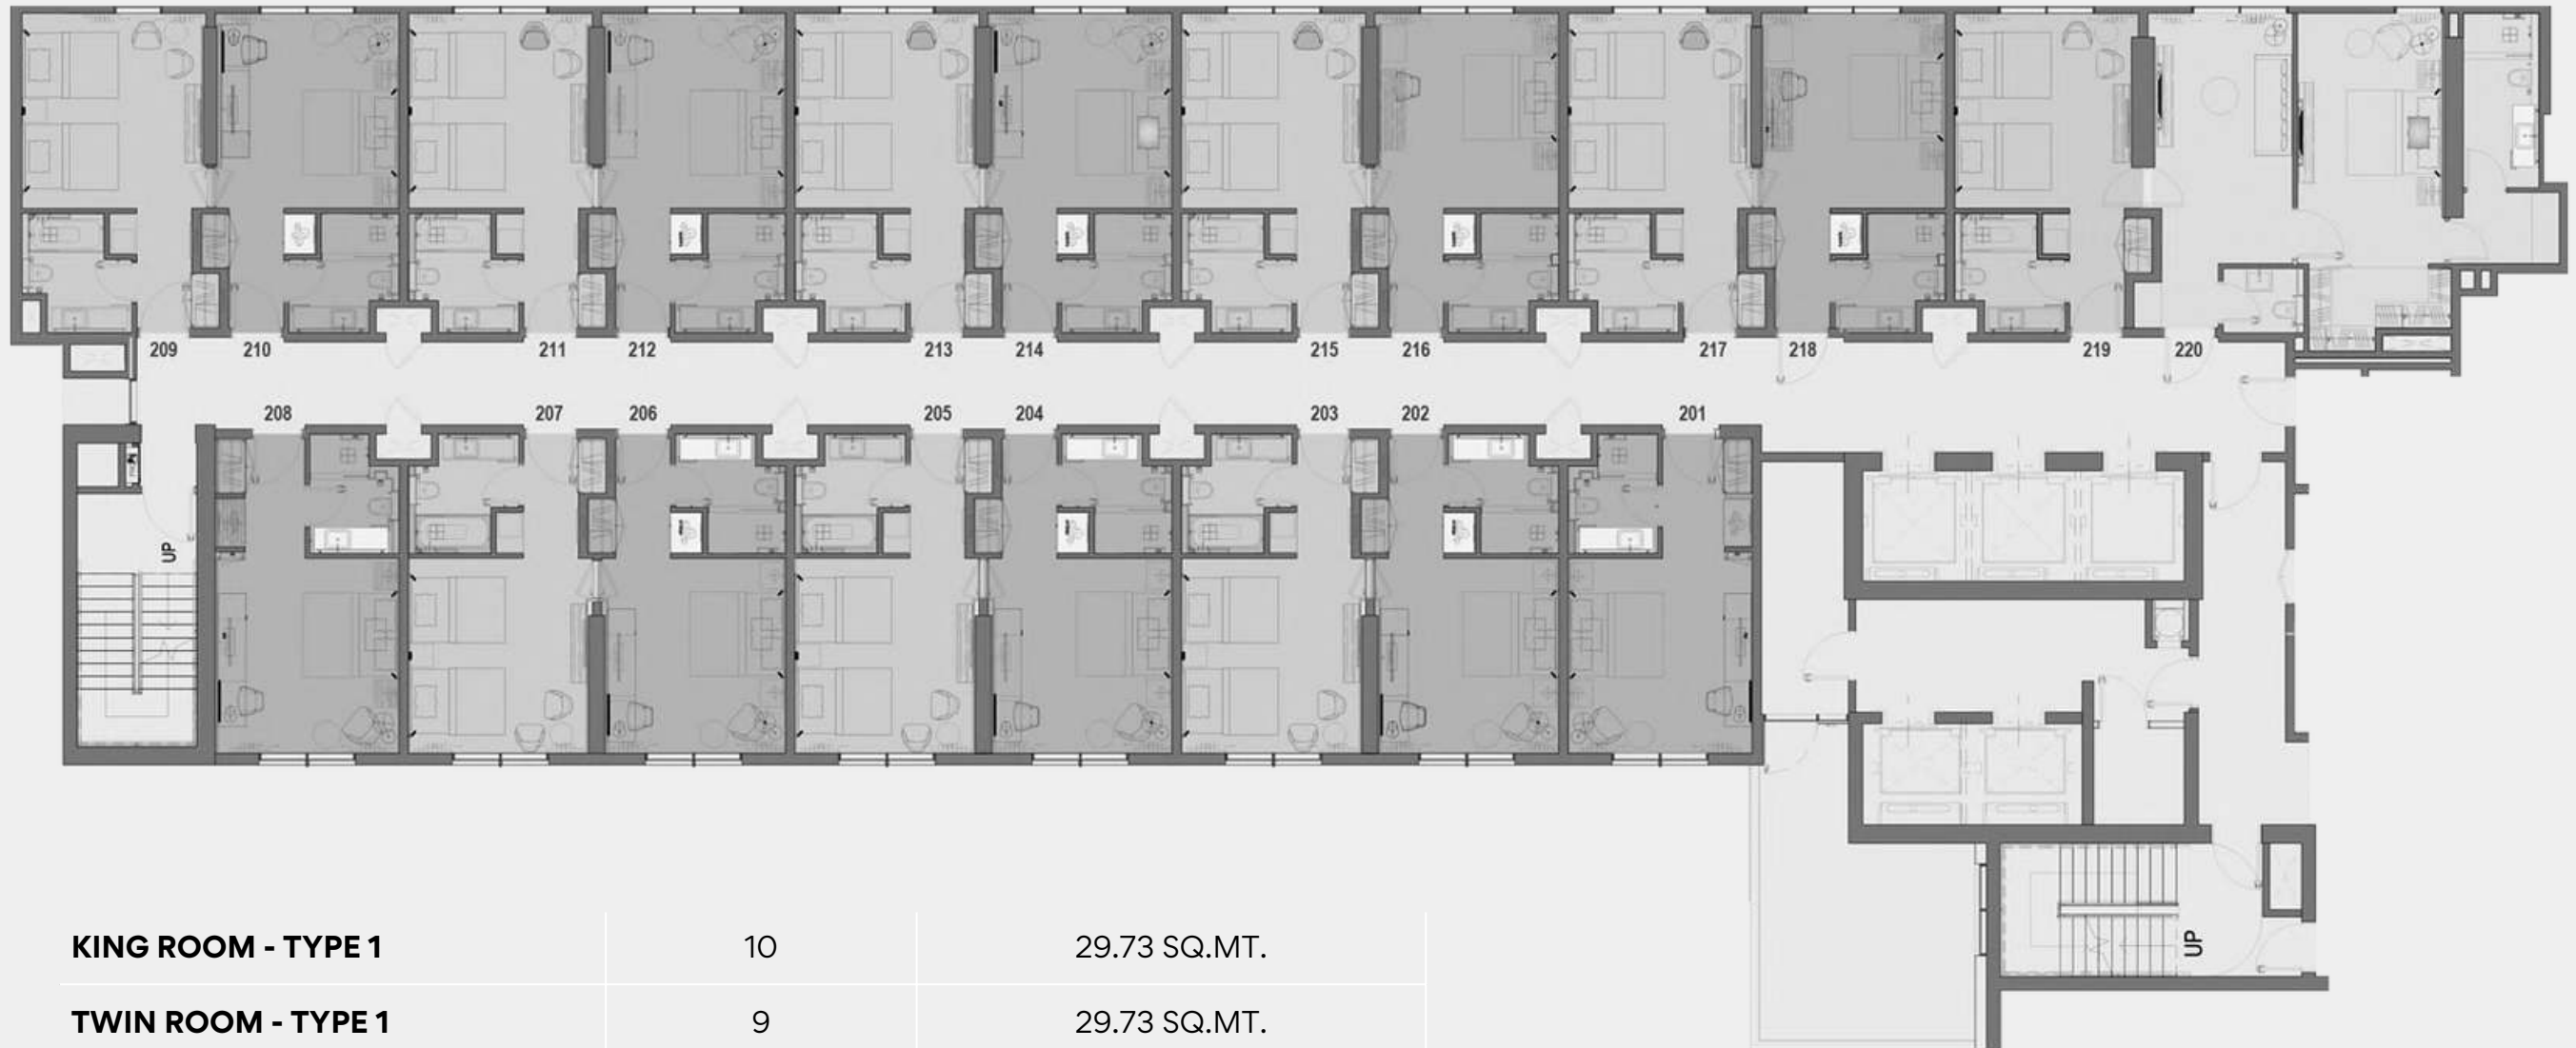 209 210 211 212 213 214 215 216 217 218 219 220
208 207 206 205 204 203 202 201
UP
UP
KING ROOM - TYPE 1 10 29.73 SQ.MT.
TWIN ROOM - TYPE 1 9 29.73 SQ.MT.